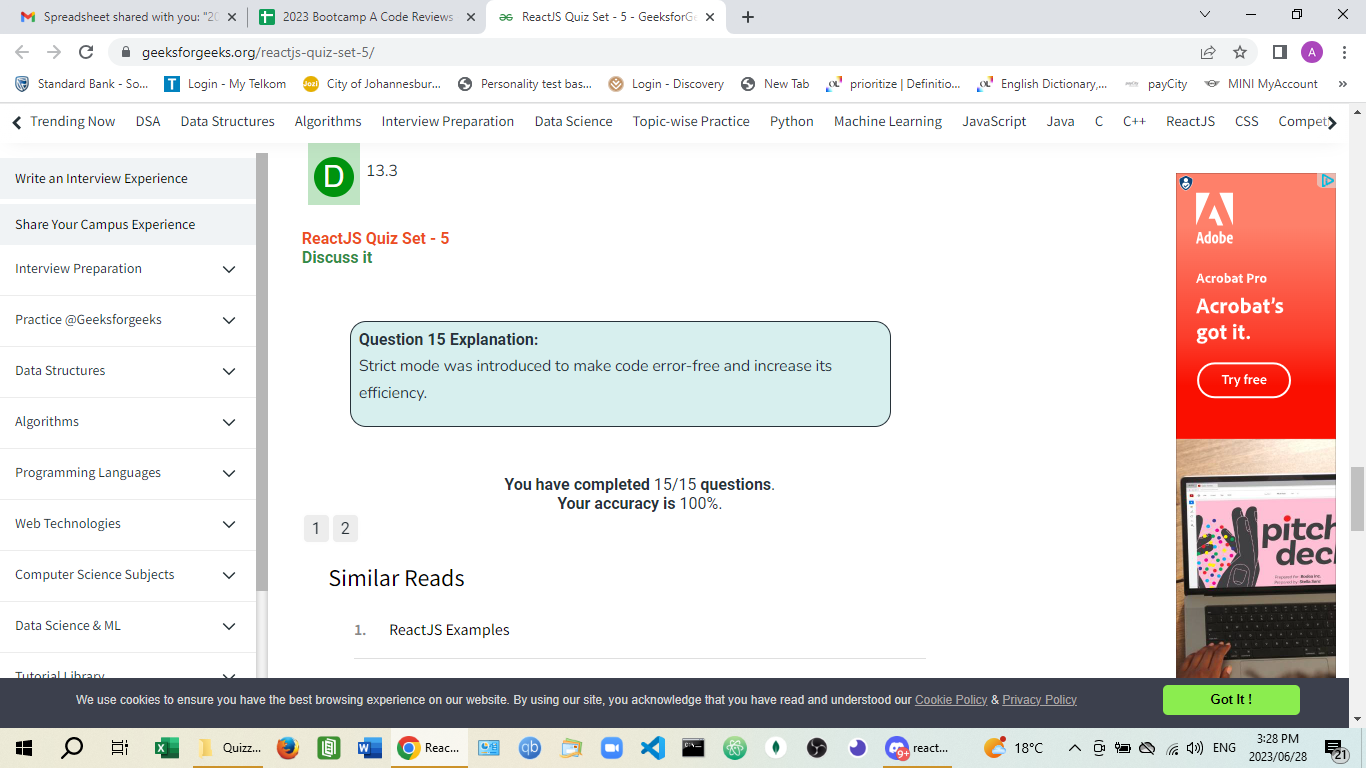 Spreadsheet shared with you: "20
2023 Bootcamp A Code Reviews
ReactJS Quiz Set - 5 - GeeksforGe
geeksforgeeks.org/reactjs-quiz-set-5/
A
Standard Bank - So...
Login - My Telkom
Jozi
City of Johannesbur...
Personality test bas...
Login - Discovery
New Tab
prioritize | Definitio...
English Dictionary,...
payCity
MINI MyAccount
Trending Now
DSA
Data Structures
Algorithms
Interview Preparation
Data Science
Topic-wise Practice
Python
Machine Learning
JavaScript
Java
C
C++
ReactJS
CSS
Compet
Write an Interview Experience
Share Your Campus Experience
Interview Preparation
Practice @Geeksforgeeks
Data Structures
Algorithms
Programming Languages
Web Technologies
Computer Science Subjects
Data Science & ML
Tutorial Library
D 13.3
ReactJS Quiz Set - 5
Discuss it
Question 15 Explanation:
Strict mode was introduced to make code error-free and increase its
efficiency.
You have completed 15/15 questions.
Your accuracy is 100%.
1 2
Similar Reads
1. ReactJS Examples
Adobe
Acrobat Pro
Acrobat's
got it.
Try free
pitch
deck
We use cookies to ensure you have the best browsing experience on our website. By using our site, you acknowledge that you have read and understood our Cookie Policy & Privacy Policy
Got It !
Quizz...
Reac...
qb
9+
react...
18°C
ENG
3:28 PM
2023/06/28
21